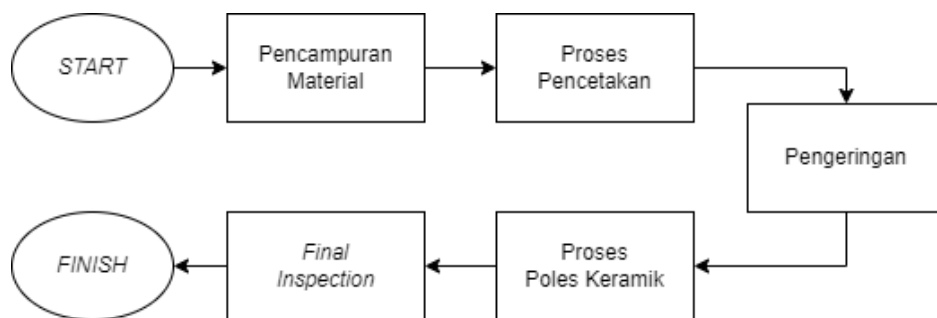 START
Pencampuran
Material
Proses
Pencetakan
Pengeringan
Proses
Poles Keramik
Final
Inspection
FINISH